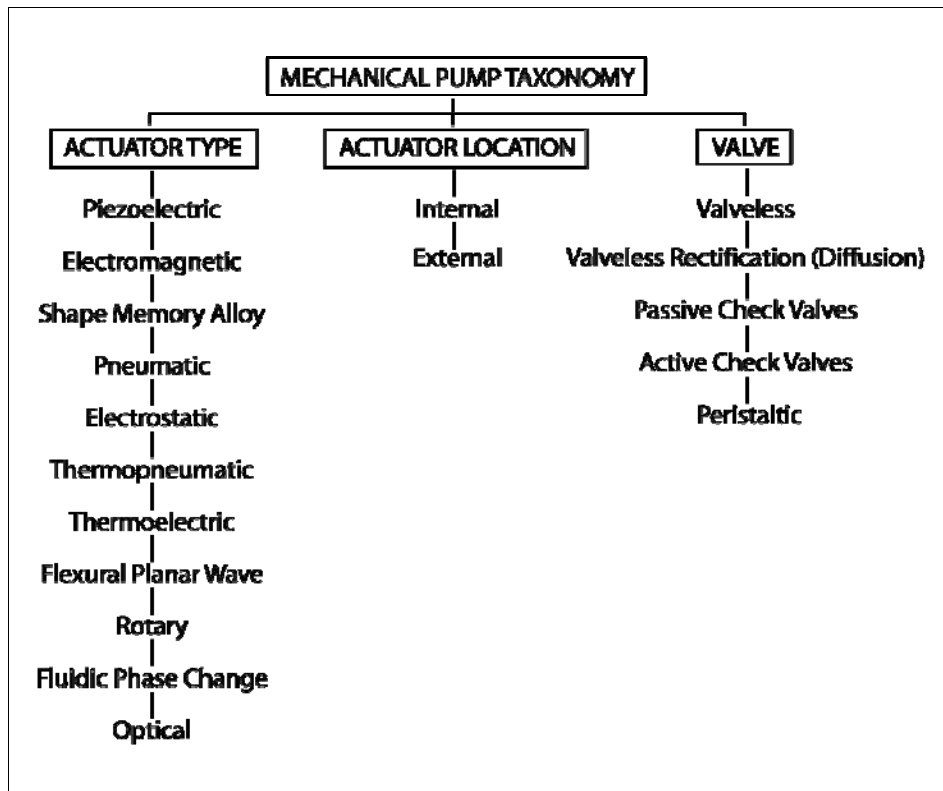 MECHANICAL PUMP TAXONOMY
ACTUATOR TYPE
Piezoelectric
Electromagnetic
Shape Memory Alloy
Pneumatic
Electrostatic
Thermopneumatic
Thermoelectric
Flexural Planar Wave
Rotary
Fluidic Phase Change
Optical
ACTUATOR LOCATION
Internal
External
VALVE
Valveless
Valveless Rectification (Diffusion)
Passive Check Valves
Active Check Valves
Peristaltic